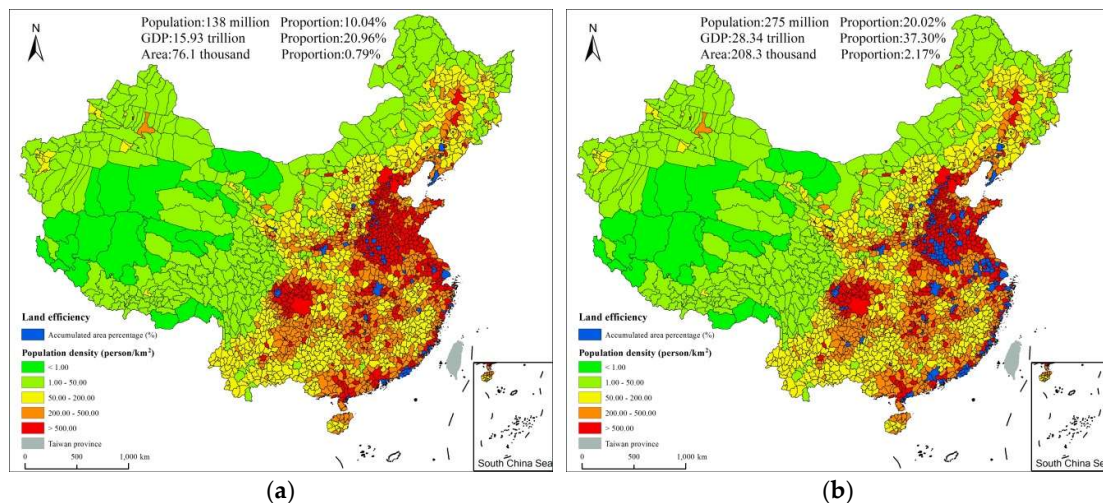 Population:138 million Proportion:10.04%
GDP:15.93 trillion Proportion:20.96%
Area:76.1 thousand Proportion:0.79%
N
Land efficiency
Accumulated area percentage (%)
Population density (person/km²)
< 1.00
1.00 - 50.00
50.00 - 200.00
200.00 - 500.00
> 500.00
Taiwan province
0 500 1,000 km
South China Sea
(a)
Population:275 million Proportion:20.02%
GDP:28.34 trillion Proportion:37.30%
Area:208.3 thousand Proportion:2.17%
N
Land efficiency
Accumulated area percentage (%)
Population density (person/km²)
< 1.00
1.00 - 50.00
50.00 - 200.00
200.00 - 500.00
> 500.00
Taiwan province
0 500 1,000 km
South China Sea
(b)